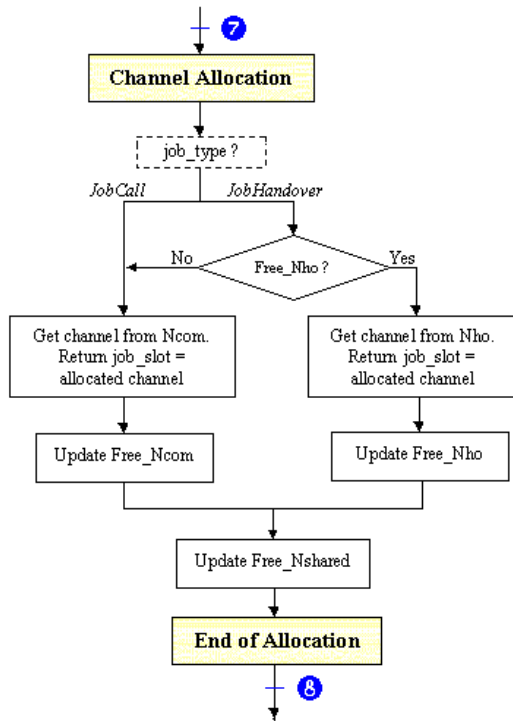 7
Channel Allocation
job_type ?
JobCall
JobHandover
No
Free_Nho ?
Yes
Get channel from Ncom.
Return job_slot =
allocated channel
Get channel from Nho.
Return job_slot =
allocated channel
Update Free_Ncom
Update Free_Nho
Update Free_Nshared
End of Allocation
8